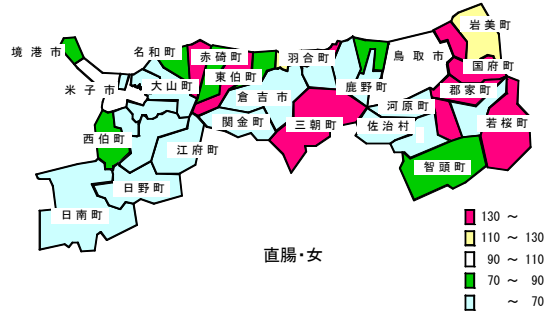 岩美町
境港市
名和町
赤碕町
羽合町
鳥取市
国府町
東伯町
米子市
大山町
鹿野町
郡家町
倉吉市
河原町
関金町
三朝町
佐治村
若桜町
西伯町
江府町
智頭町
日野町
日南町
直腸・女
130 ～
110 ～ 130
90 ～ 110
70 ～ 90
～ 70